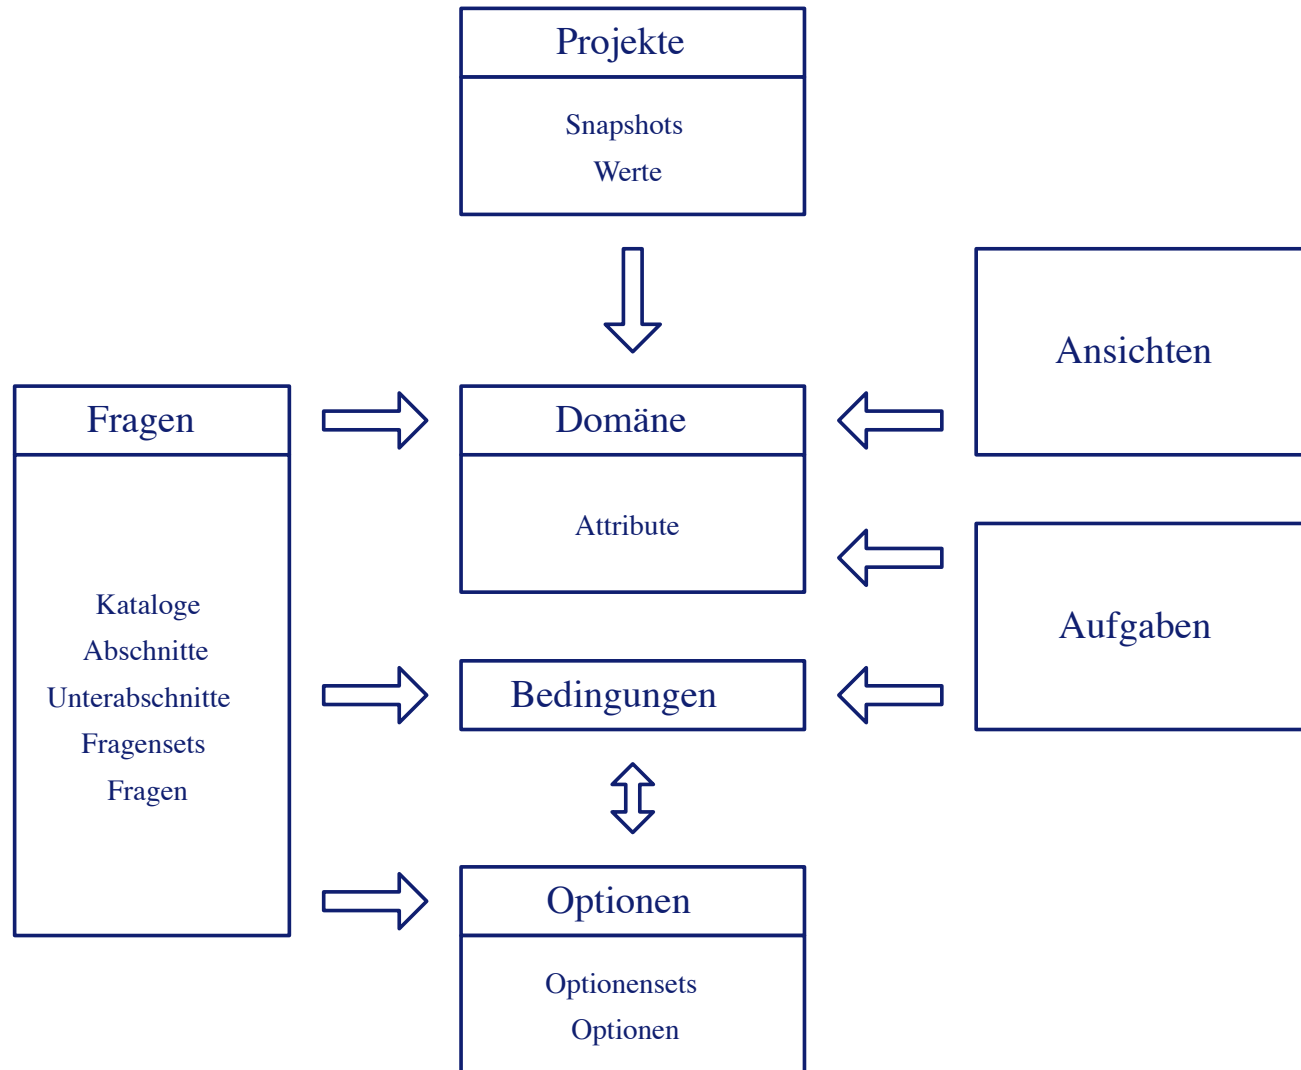 Projekte
Snapshots
Werte
Ansichten
Fragen
Domäne
Attribute
Kataloge
Abschnitte
Unterabschnitte
Fragensets
Fragen
Aufgaben
Bedingungen
Optionen
Optionensets
Optionen